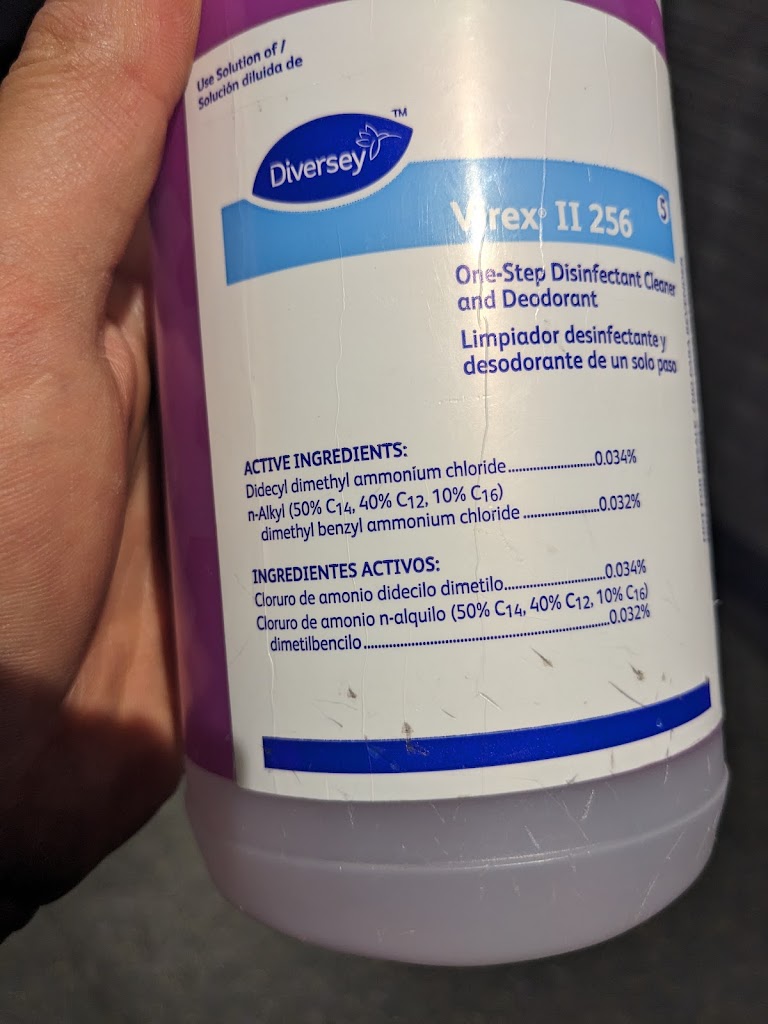 Use Solution of /
Solución diluida de
Diversey™
Virex® II 256
5
One-Step Disinfectant Cleaner
and Deodorant
Limpiador desinfectante y
desodorante de un solo paso
ACTIVE INGREDIENTS:
Didecyl dimethyl ammonium chloride..........................0.034%
n-Alkyl (50% C14, 40% C12, 10% C16)
dimethyl benzyl ammonium chloride.......................0.032%
INGREDIENTES ACTIVOS:
Cloruro de amonio didecilo dimetilo..............................0.034%
Cloruro de amonio n-alquilo (50% C14, 40% C12, 10% C16)
dimetilbencilo.........................................................................0.032%